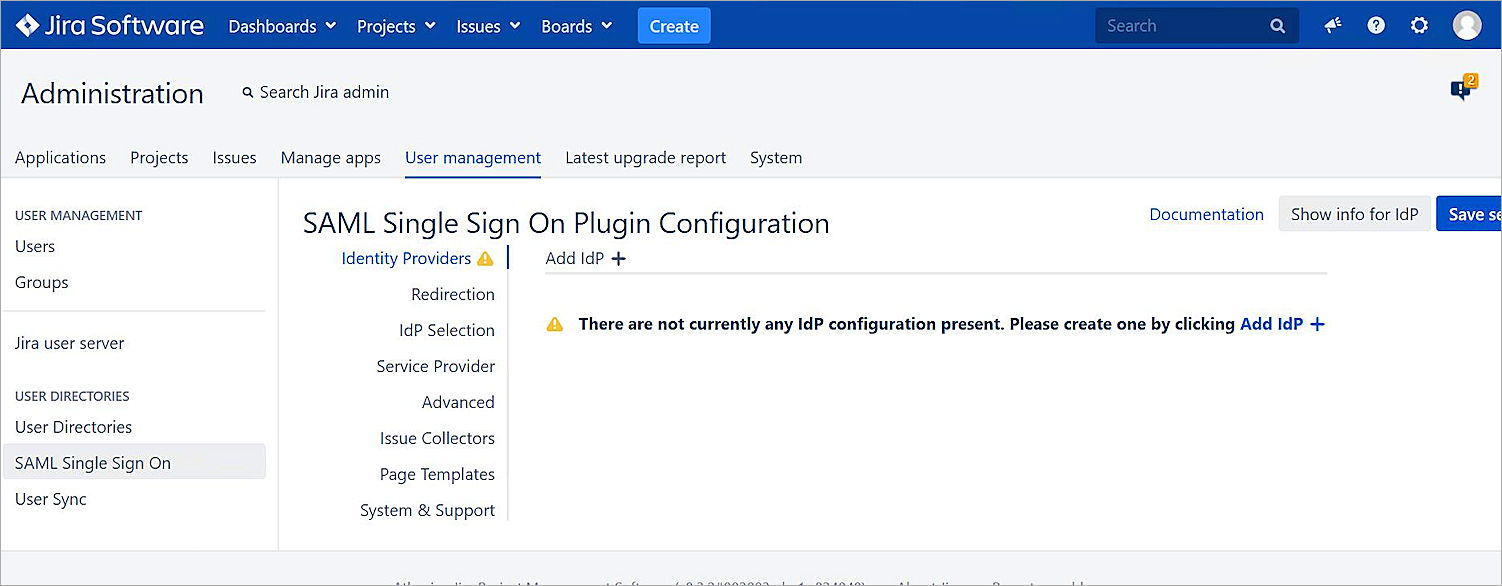 Jira Software Dashboards Projects Issues Boards Create Search
Administration Search Jira admin 2
Applications Projects Issues Manage apps User management Latest upgrade report System
USER MANAGEMENT
Users
Groups
Jira user server
USER DIRECTORIES
User Directories
SAML Single Sign On
User Sync
SAML Single Sign On Plugin Configuration
Documentation Show info for IdP Save se
Identity Providers
Redirection
IdP Selection
Service Provider
Advanced
Issue Collectors
Page Templates
System & Support
Add IdP
There are not currently any IdP configuration present. Please create one by clicking Add IdP